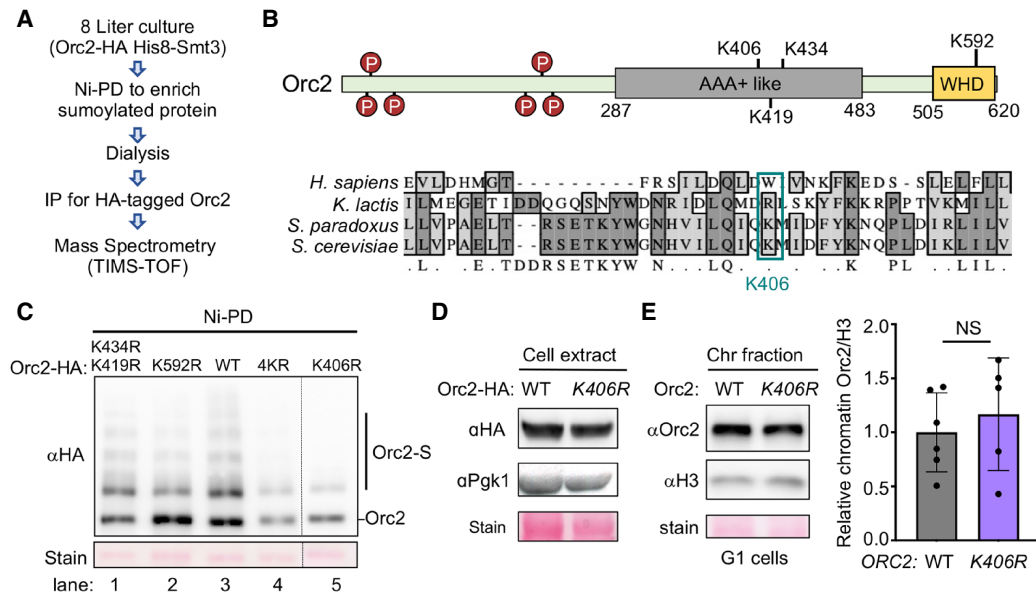 A
8 Liter culture
(Orc2-HA His8-Smt3)
Ni-PD to enrich
sumoylated protein
Dialysis
IP for HA-tagged Orc2
Mass Spectrometry
(TIMS-TOF)
B
K406 K434 K592
P P
Orc2 AAA+ like WHD
P P P P
287 K419 483 505 620
H. sapiens E V L D H M G T - - - - - - - - F R S I L D Q L D W I V N K F K E D S - S L E L F L L
K. lactis I L M E G E T I D D Q G Q S N Y W D N R I D L Q M D R L S K Y F K K R P P T V K M I L L
S. paradoxus L L V P A E L T - - R S E T K Y W G N H V I L Q I Q K M I D F Y K N Q P L D I R L I L V
S. cerevisiae L L V P A E L T - - R S E T K Y W G N H V I L Q I Q K M I D F Y K N Q P L D I K L I L V
. L . . . E . T D D R S E T K Y W N . . . L Q . . . . . . K P L . . L I L .
K406
C
Ni-PD
K434R
Orc2-HA: K419R K592R WT 4KR K406R
αHA
Orc2-S
Orc2
Stain
lane: 1 2 3 4 5
D
Cell extract
Orc2-HA: WT K406R
αHA
αPgk1
Stain
E
Chr fraction
Orc2: WT K406R
αOrc2
αH3
stain
G1 cells
Relative chromatin Orc2/H3
NS
2.0
1.5
1.0
0.5
0.0
ORC2: WT K406R